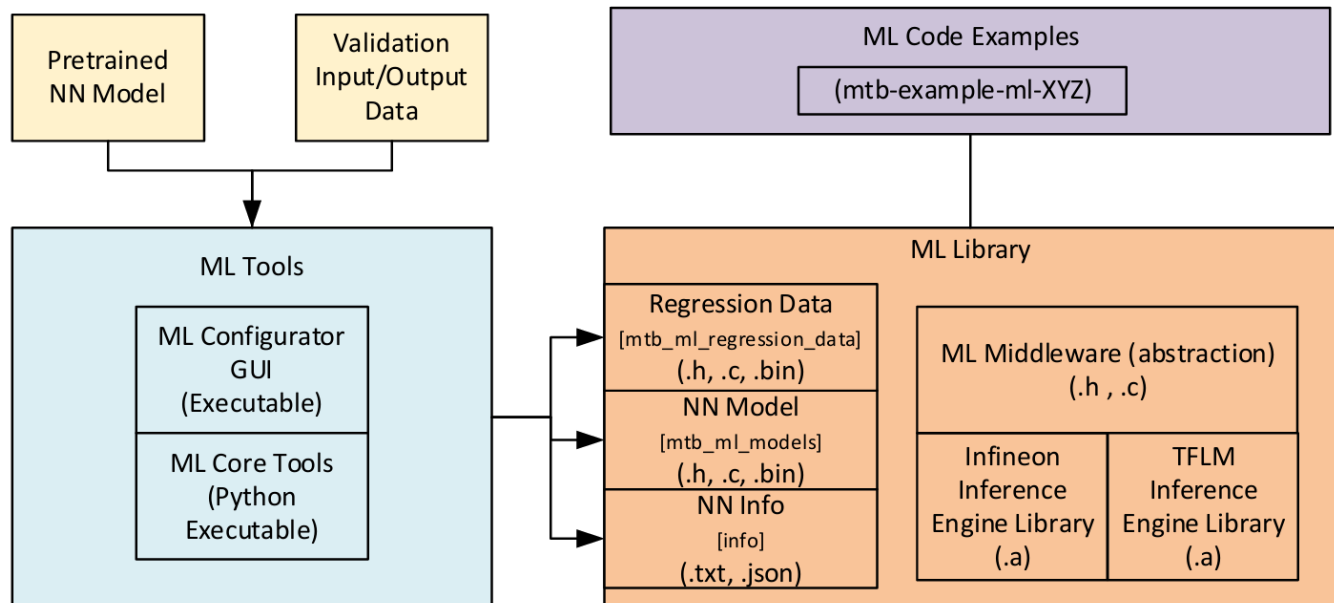 Pretrained
NN Model
Validation
Input/Output
Data
ML Code Examples
(mtb-example-ml-XYZ)
ML Tools
ML Configurator
GUI
(Executable)
ML Core Tools
(Python
Executable)
ML Library
Regression Data
[mtb_ml_regression_data]
(.h, .c, .bin)
NN Model
[mtb_ml_models]
(.h, .c, .bin)
NN Info
[info]
(.txt, .json)
ML Middleware (abstraction)
(.h , .c)
Infineon
Inference
Engine Library
(.a)
TFLM
Inference
Engine Library
(.a)